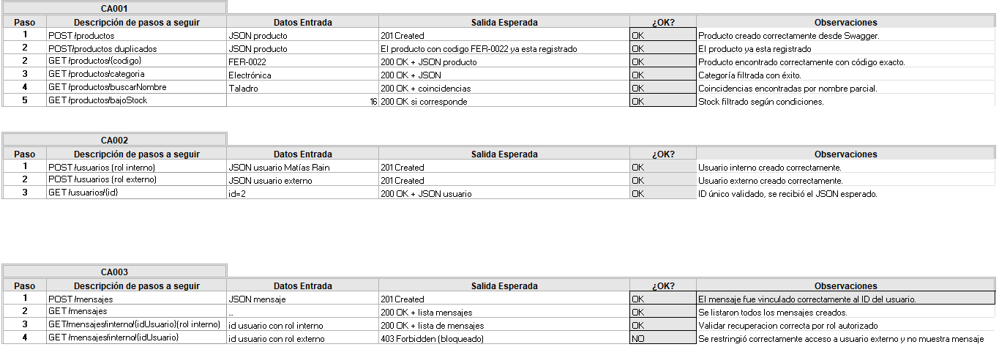 CA001
Paso Descripción de pasos a seguir Datos Entrada Salida Esperada ¿OK? Observaciones
1 POST /productos JSON producto 201 Created OK Producto creado correctamente desde Swagger.
2 POST/productos duplicados JSON producto El producto con codigo FER-0022 ya esta registrado OK El producto ya esta registrado
2 GET /productos/{codigo} FER-0022 200 OK + JSON producto OK Producto encontrado correctamente con código exacto.
3 GET /productos/categoria Electrónica 200 OK + JSON OK Categoría filtrada con éxito.
4 GET /productos/buscarNombre Taladro 200 OK + coincidencias OK Coincidencias encontradas por nombre parcial.
5 GET /productos/bajoStock 16 200 OK si corresponde OK Stock filtrado según condiciones.
CA002
Paso Descripción de pasos a seguir Datos Entrada Salida Esperada ¿OK? Observaciones
1 POST /usuarios (rol interno) JSON usuario Matías Rain 201 Created OK Usuario interno creado correctamente.
2 POST /usuarios (rol externo) JSON usuario externo 201 Created OK Usuario externo creado correctamente.
3 GET /usuarios/{id} id=2 200 OK + JSON usuario OK ID único validado, se recibió el JSON esperado.
CA003
Paso Descripción de pasos a seguir Datos Entrada Salida Esperada ¿OK? Observaciones
1 POST /mensajes JSON mensaje 201 Created OK El mensaje fue vinculado correctamente al ID del usuario.
2 GET /mensajes ... 200 OK + lista mensajes OK Se listaron todos los mensajes creados.
3 GET/mensajes/interno/{idUsuario}(rol interno) id usuario con rol interno 200 OK + lista de mensajes OK Validar recuperacion correcta por rol autorizado
4 GET /mensajes/interno/{idUsuario} id usuario con rol externo 403 Forbidden (bloqueado) NO Se restringió correctamente acceso a usuario externo y no muestra mensaje